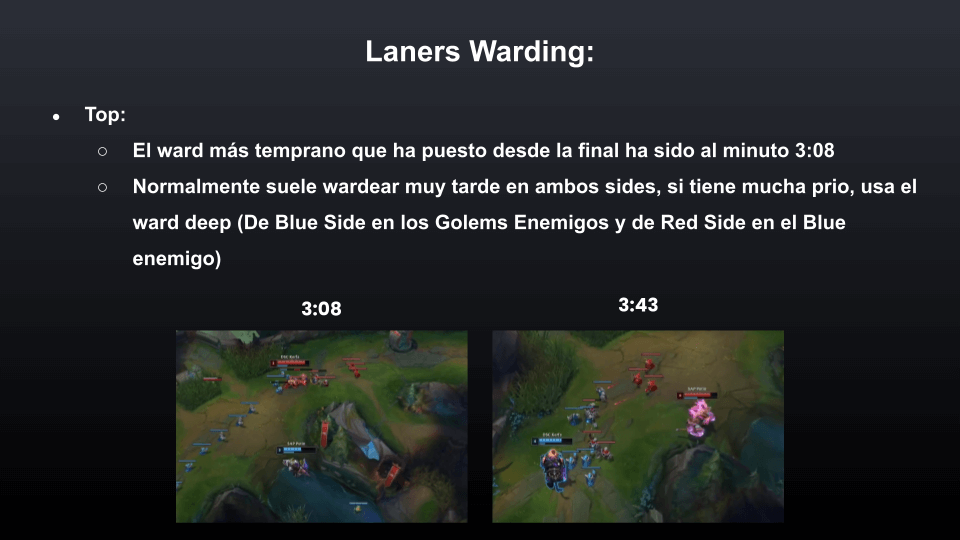 Laners Warding:
● Top:
○ El ward más temprano que ha puesto desde la final ha sido al minuto 3:08
○ Normalmente suele wardear muy tarde en ambos sides, si tiene mucha prio, usa el
ward deep (De Blue Side en los Golems Enemigos y de Red Side en el Blue
enemigo)
3:08
3:43